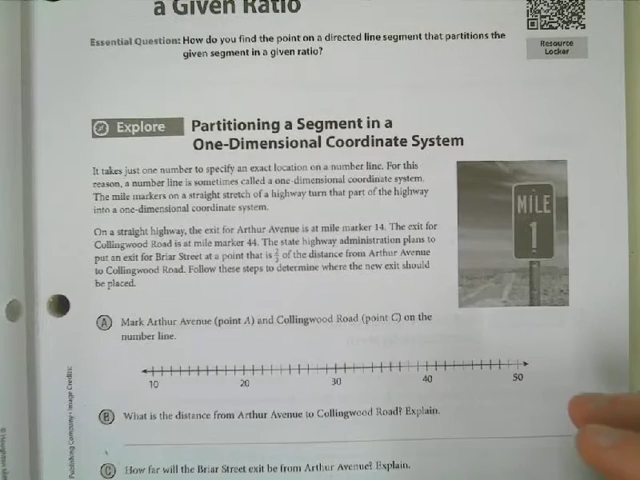 a Given Ratio
Essential Question: How do you find the point on a directed line segment that partitions the
given segment in a given ratio?
Resource
Locker
Explore
Partitioning a Segment in a
One-Dimensional Coordinate System
It takes just one number to specify an exact location on a number line. For this
reason, a number line is sometimes called a one-dimensional coordinate system.
The mile markers on a straight stretch of a highway turn that part of the highway
into a one-dimensional coordinate system.
On a straight highway, the exit for Arthur Avenue is at mile marker 14. The exit for
Collingwood Road is at mile marker 44. The state highway administration plans to
put an exit for Briar Street at a point that is 2/3 of the distance from Arthur Avenue
to Collingwood Road. Follow these steps to determine where the new exit should
be placed.
MILE
1
A Mark Arthur Avenue (point A) and Collingwood Road (point C) on the
number line.
10 20 30 40 50
B What is the distance from Arthur Avenue to Collingwood Road? Explain.
C How far will the Briar Street exit be from Arthur Avenue? Explain.
Publishing Company • Image Credits: